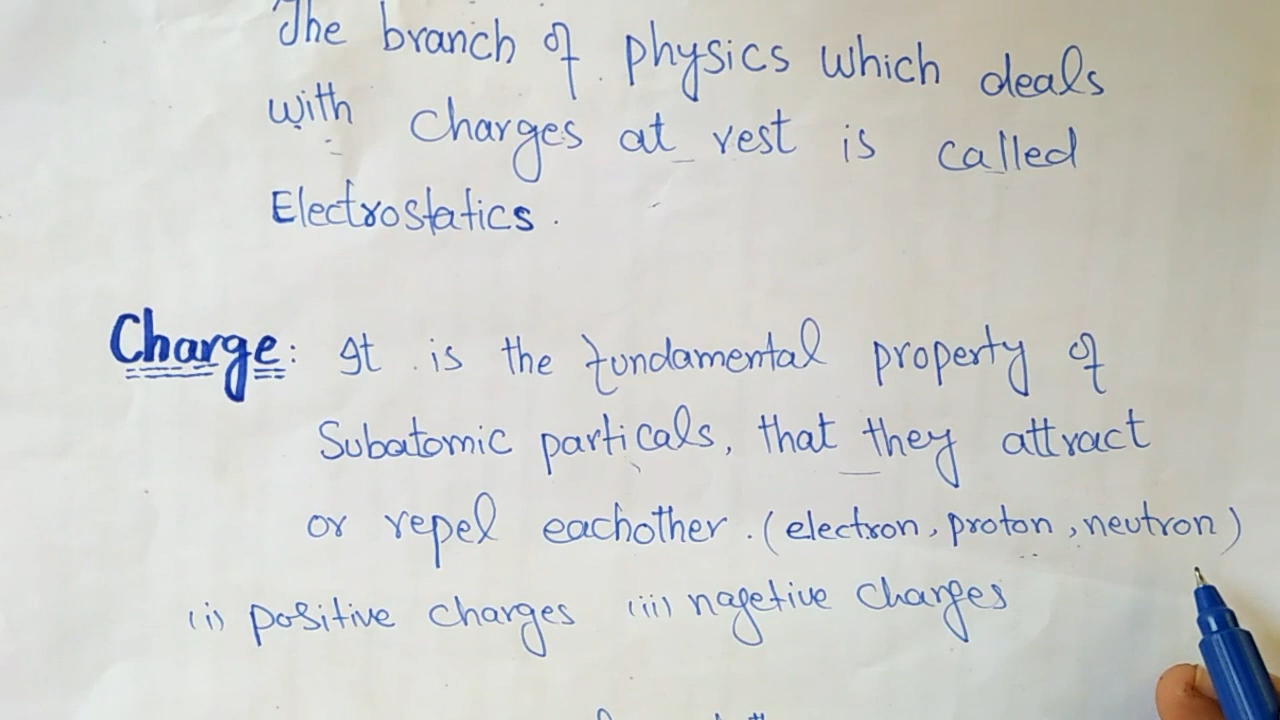 The branch of physics which deals
with charges at rest is called
Electrostatics.
Charge: It is the fundamental property of
Subatomic particals, that they attract
or repel eachother. (electron, proton, neutron)
(i) positive charges (ii) nagetive charges